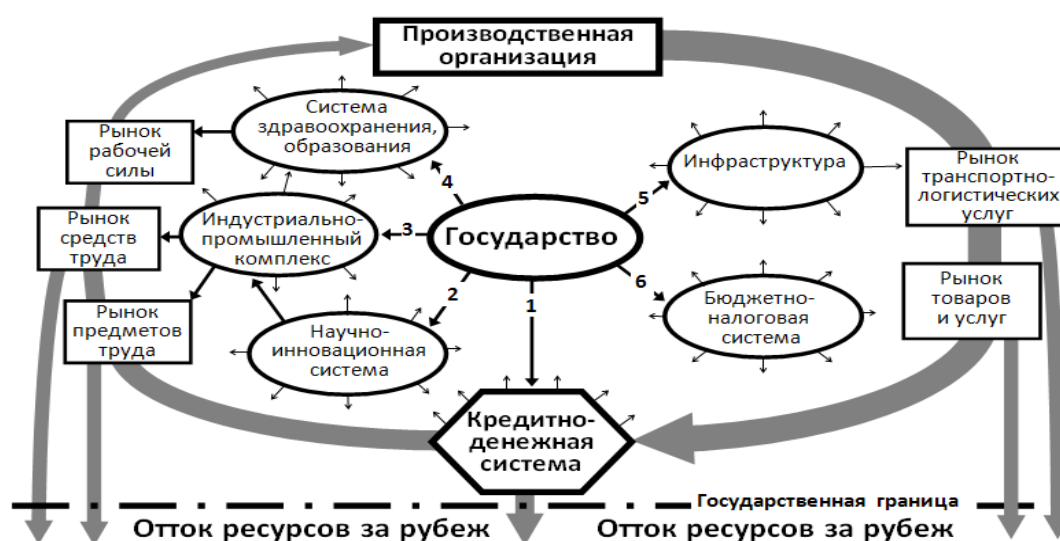 Производственная
организация
Система
здравоохранения,
образования
Рынок
рабочей
силы
4
Инфраструктура
5
Рынок
транспортно-
логистических
услуг
Рынок
средств
труда
Индустриально-
промышленный
комплекс
3
Государство
Рынок
предметов
труда
2
1
6
Бюджетно-
налоговая
система
Рынок
товаров
и услуг
Научно-
инновационная
система
Кредитно-
денежная
система
Государственная граница
Отток ресурсов за рубеж
Отток ресурсов за рубеж